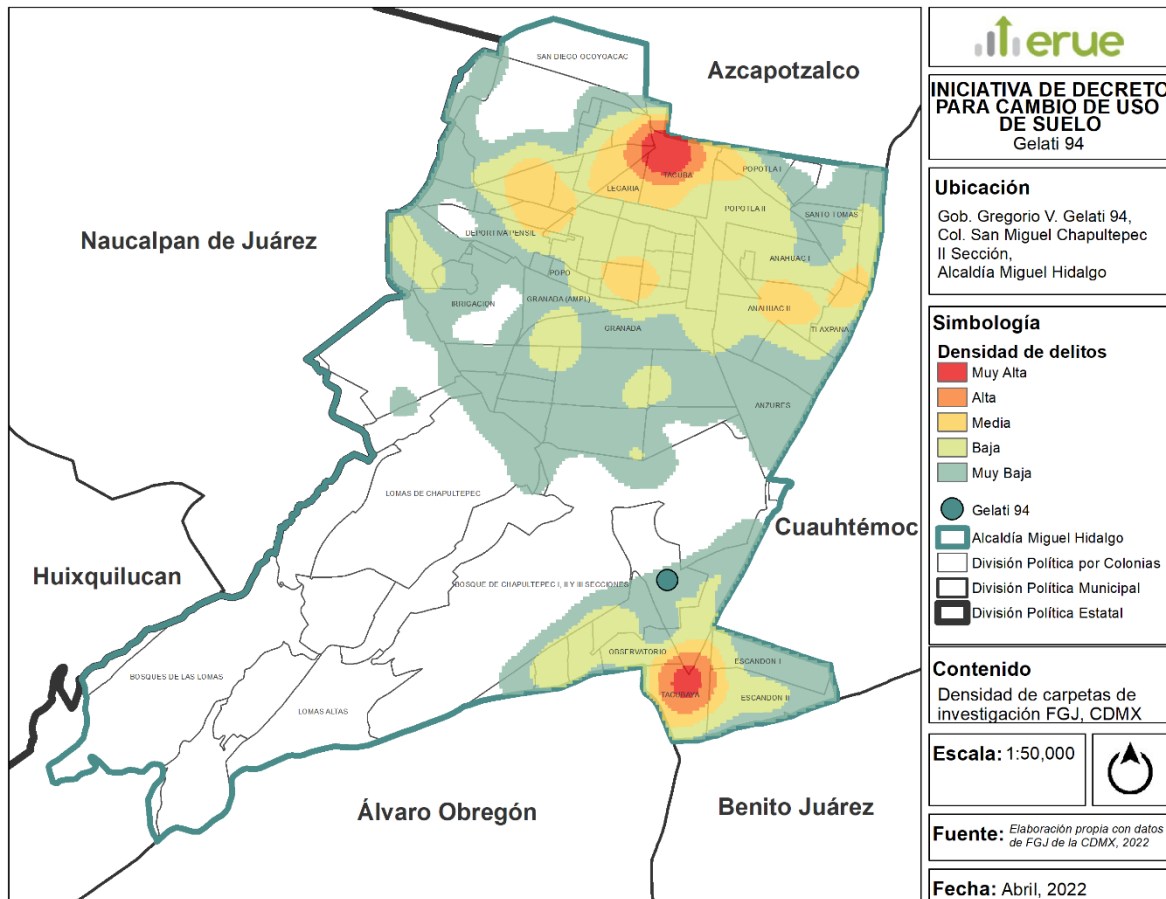 SAN DIEGO OCOYOACAC
Azcapotzalco
TACUBA
POPOTLA I
LEGARIA
POPOTLA II
SANTO TOMAS
Naucalpan de Juárez
DEPORTIVA PENSIL
ANAHUAC I
POPO
IRRIGACION
GRANADA (AMPL)
ANAHUAC II
GRANADA
TLAXPANA
ANZURES
LOMAS DE CHAPULTEPEC
Cuauhtémoc
Huixquilucan
BOSQUE DE CHAPULTEPEC I, II Y III SECCIONES
OBSERVATORIO
ESCANDON I
BOSQUES DE LAS LOMAS
TACUBAYA
ESCANDON II
LOMAS ALTAS
Álvaro Obregón
Benito Juárez
erue
INICIATIVA DE DECRETO
PARA CAMBIO DE USO
DE SUELO
Gelati 94
Ubicación
Gob. Gregorio V. Gelati 94,
Col. San Miguel Chapultepec
II Sección,
Alcaldía Miguel Hidalgo
Simbología
Densidad de delitos
Muy Alta
Alta
Media
Baja
Muy Baja
Gelati 94
Alcaldía Miguel Hidalgo
División Política por Colonias
División Política Municipal
División Política Estatal
Contenido
Densidad de carpetas de
investigación FGJ, CDMX
Escala: 1:50,000
Fuente: Elaboración propia con datos
de FGJ de la CDMX, 2022
Fecha: Abril, 2022